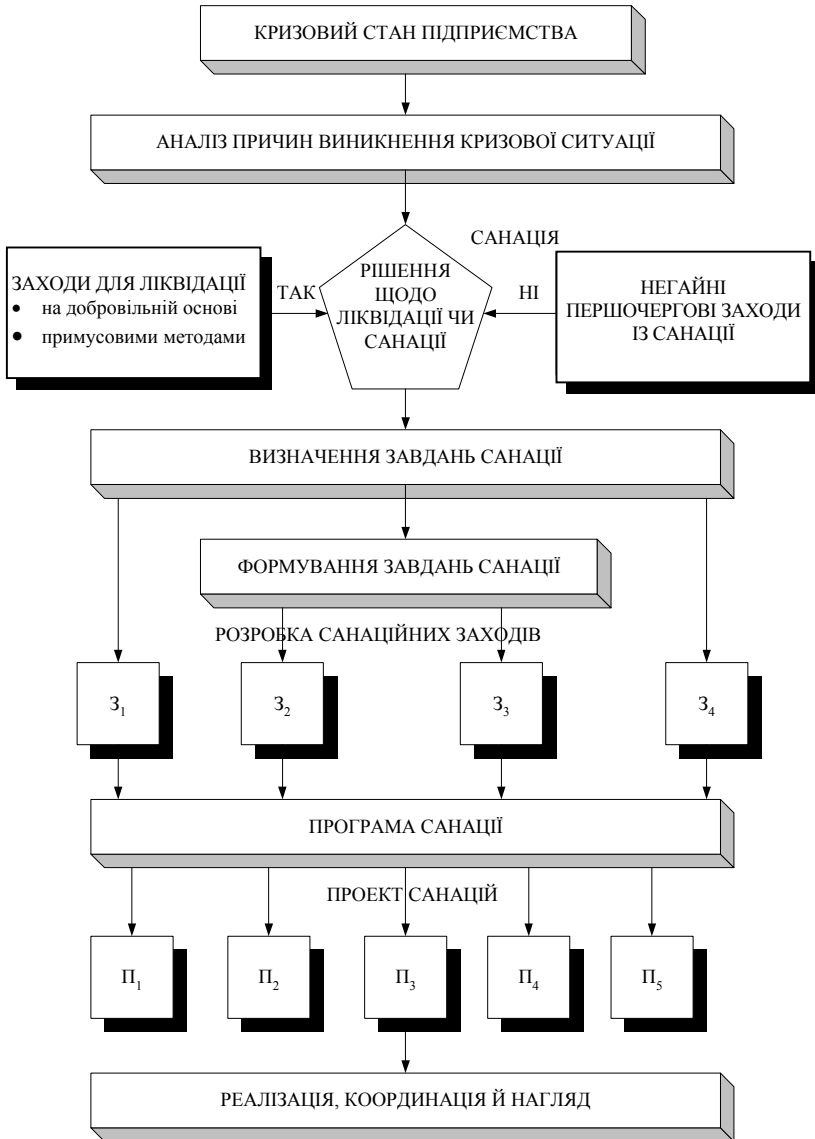 КРИЗОВИЙ СТАН ПІДПРИЄМСТВА
АНАЛІЗ ПРИЧИН ВИНИКНЕННЯ КРИЗОВОЇ СИТУАЦІЇ
САНАЦІЯ
ЗАХОДИ ДЛЯ ЛІКВІДАЦІЇ
• на добровільній основі
• примусовими методами
ТАК
РІШЕННЯ
ЩОДО
ЛІКВІДАЦІЇ ЧИ
САНАЦІЇ
НІ
НЕГАЙНІ
ПЕРШОЧЕРГОВІ ЗАХОДИ
ІЗ САНАЦІЇ
ВИЗНАЧЕННЯ ЗАВДАНЬ САНАЦІЇ
ФОРМУВАННЯ ЗАВДАНЬ САНАЦІЇ
РОЗРОБКА САНАЦІЙНИХ ЗАХОДІВ
З₁
З₂
З₃
З₄
ПРОГРАМА САНАЦІЇ
ПРОЕКТ САНАЦІЙ
П₁
П₂
П₃
П₄
П₅
РЕАЛІЗАЦІЯ, КООРДИНАЦІЯ Й НАГЛЯД